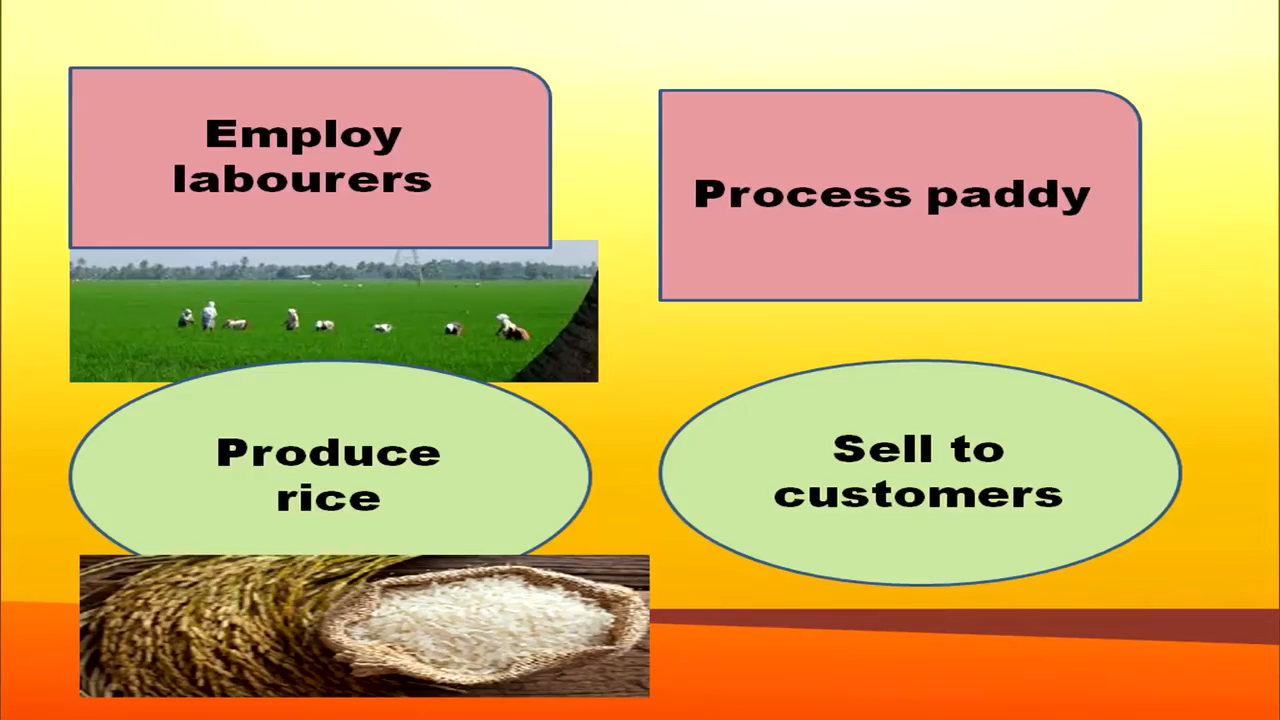 Employ
labourers
Process paddy
Produce
rice
Sell to
customers